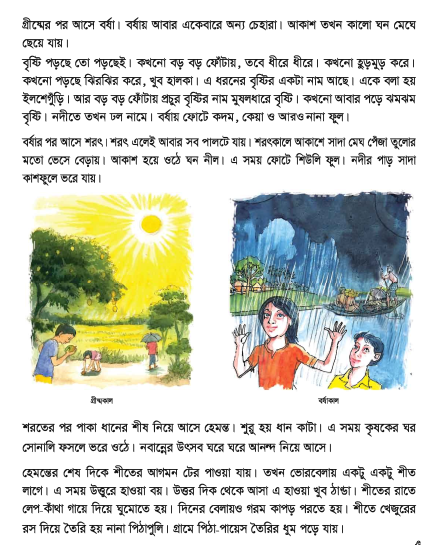 গ্রীষ্মের পর আসে বর্ষা। বর্ষায় আবার একেবারে অন্য চেহারা। আকাশ তখন কালো ঘন মেঘে
ছেয়ে যায়।
বৃষ্টি পড়ছে তো পড়ছেই। কখনো বড় বড় ফোঁটায়, তবে ধীরে ধীরে। কখনো হুড়মুড় করে।
কখনো পড়ছে ঝিরঝির করে, খুব হালকা। এ ধরনের বৃষ্টির একটা নাম আছে। একে বলা হয়
ইলশেগুঁড়ি। আর বড় বড় ফোঁটায় প্রচুর বৃষ্টির নাম মুষলধারে বৃষ্টি। কখনো আবার পড়ে ঝমঝম
বৃষ্টি। নদীতে তখন ঢল নামে। বর্ষায় ফোটে কদম, কেয়া ও আরও নানা ফুল।
বর্ষার পর আসে শরৎ। শরৎ এলেই আবার সব পালটে যায়। শরৎকালে আকাশে সাদা মেঘ পেঁজা তুলোর
মতো ভেসে বেড়ায়। আকাশ হয়ে ওঠে ঘন নীল। এ সময় ফোটে শিউলি ফুল। নদীর পাড় সাদা
কাশফুলে ভরে যায়।
গ্রীষ্মকাল
বর্ষাকাল
শরতের পর পাকা ধানের শীষ নিয়ে আসে হেমন্ত। শুরু হয় ধান কাটা। এ সময় কৃষকের ঘর
সোনালি ফসলে ভরে ওঠে। নবান্নের উৎসব ঘরে ঘরে আনন্দ নিয়ে আসে।
হেমন্তের শেষ দিকে শীতের আগমন টের পাওয়া যায়। তখন ভোরবেলায় একটু একটু শীত
লাগে। এ সময় উত্তুরে হাওয়া বয়। উত্তর দিক থেকে আসা এ হাওয়া খুব ঠান্ডা। শীতের রাতে
লেপ-কাঁথা গায়ে দিয়ে ঘুমোতে হয়। দিনের বেলায়ও গরম কাপড় পরতে হয়। শীতে খেজুরের
রস দিয়ে তৈরি হয় নানা পিঠাপুলি। গ্রামে পিঠা-পায়েস তৈরির ধুম পড়ে যায়।